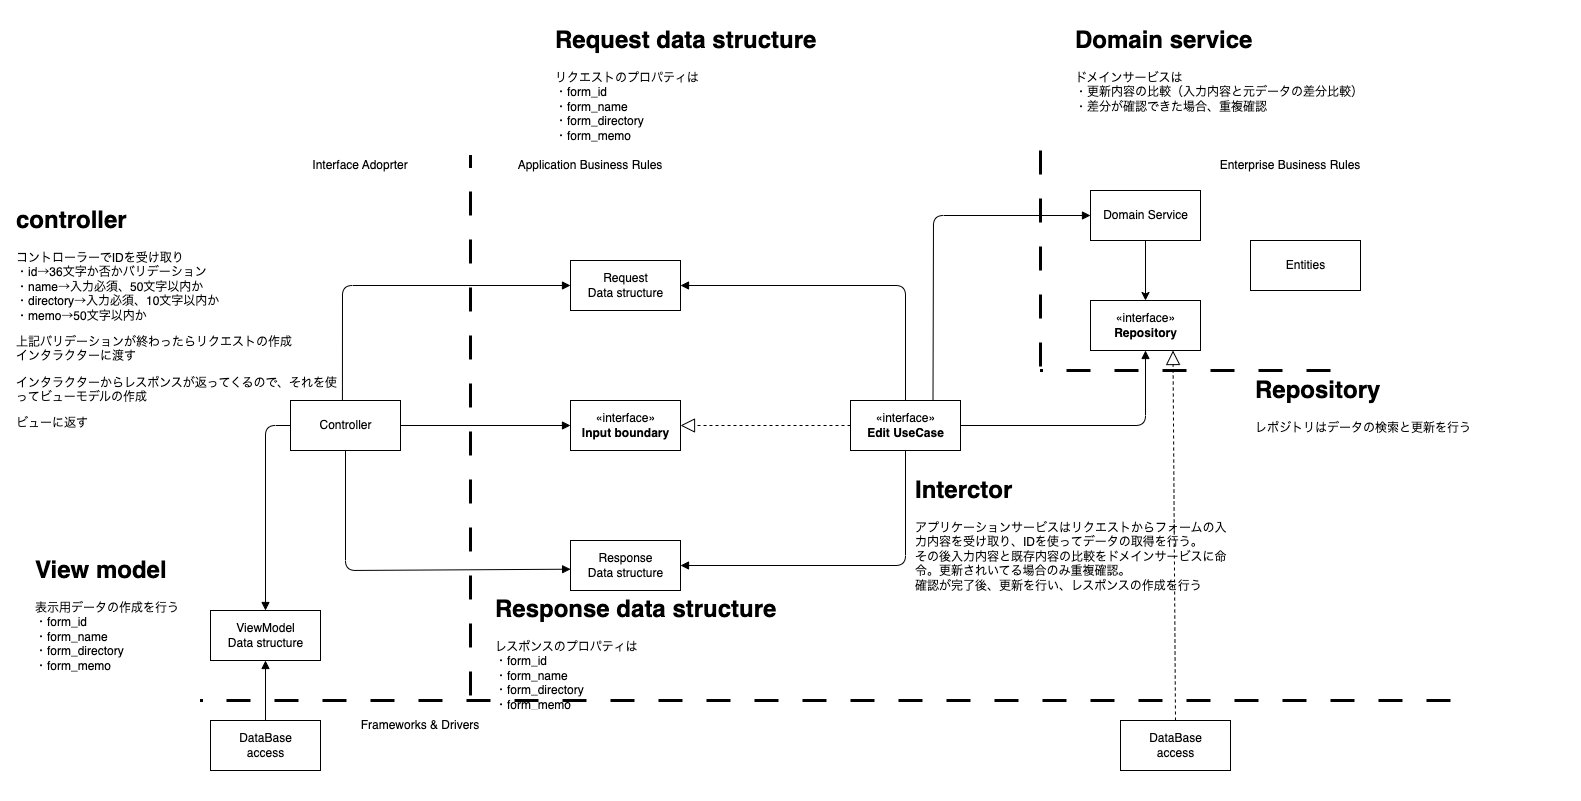 Request data structure
リクエストのプロパティは
・form_id
・form_name
・form_directory
・form_memo
Domain service
ドメインサービスは
・更新内容の比較（入力内容と元データの差分比較）
・差分が確認できた場合、重複確認
Interface Adoprter
Application Business Rules
Enterprise Business Rules
controller
コントローラーでIDを受け取り
・id→36文字か否かバリデーション
・name→入力必須、50文字以内か
・directory→入力必須、10文字以内か
・memo→50文字以内か
上記バリデーションが終わったらリクエストの作成
インタラクターに渡す
インタラクターからレスポンスが返ってくるので、それを使
ってビューモデルの作成
ビューに返す
Request
Data structure
Domain Service
Entities
«interface»
Repository
Controller
«interface»
Input boundary
«interface»
Edit UseCase
Repository
レポジトリはデータの検索と更新を行う
Interctor
アプリケーションサービスはリクエストからフォームの入
力内容を受け取り、IDを使ってデータの取得を行う。
その後入力内容と既存内容の比較をドメインサービスに命
令。更新されいてる場合のみ重複確認。
確認が完了後、更新を行い、レスポンスの作成を行う
Response
Data structure
View model
表示用データの作成を行う
・form_id
・form_name
・form_directory
・form_memo
ViewModel
Data structure
Response data structure
レスポンスのプロパティは
・form_id
・form_name
・form_directory
・form_memo
Frameworks & Drivers
DataBase
access
DataBase
access